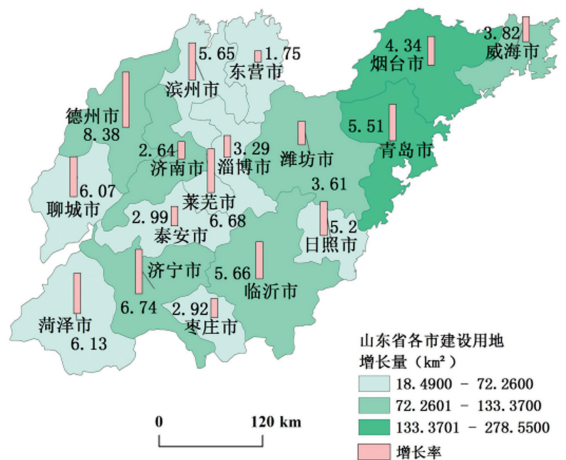 3.82
威海市
4.34
烟台市
5.65
滨州市
1.75
东营市
德州市
8.38
5.51
青岛市
2.64
济南市
3.29
淄博市
潍坊市
3.61
莱芜市
6.68
6.07
聊城市
2.99
泰安市
5.2
日照市
济宁市
6.74
5.66
临沂市
2.92
枣庄市
菏泽市
6.13
山东省各市建设用地
增长量(km²)
18.4900 - 72.2600
72.2601 - 133.3700
133.3701 - 278.5500
增长率
0 120 km